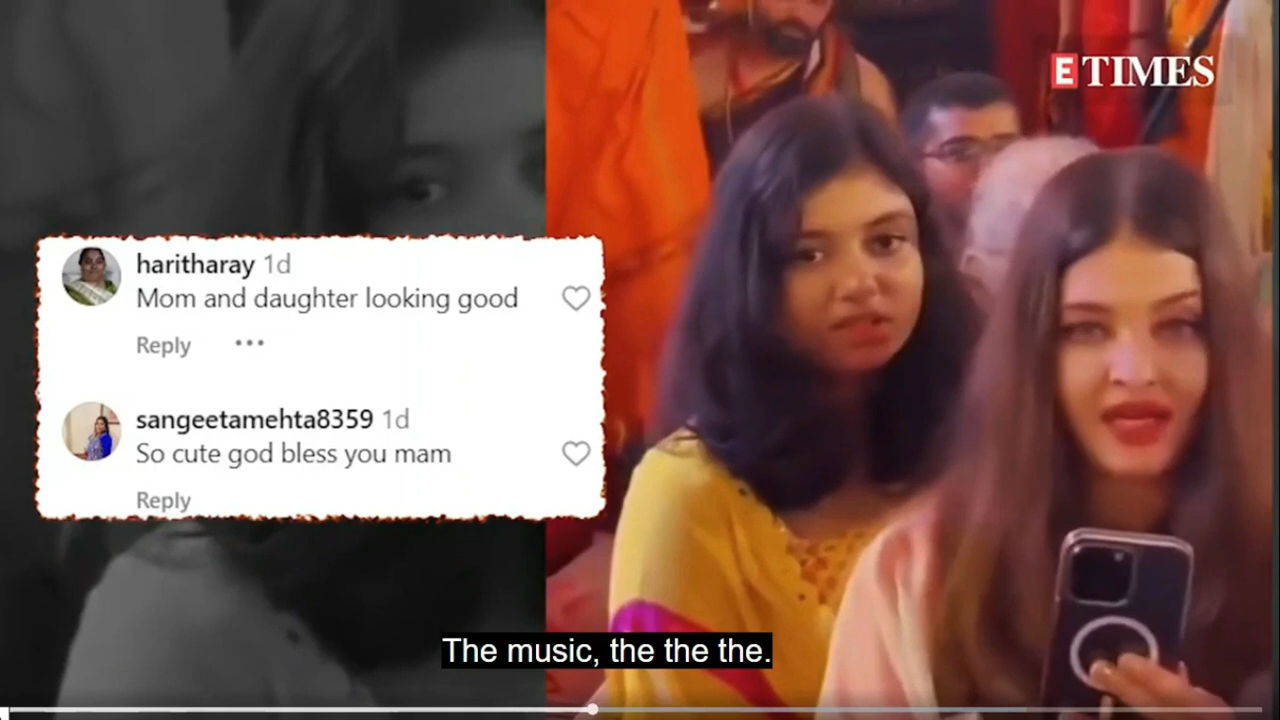 E TIMES
haritharay 1d
Mom and daughter looking good
Reply •••
sangeetamehta8359 1d
So cute god bless you mam
Reply
The music, the the the.